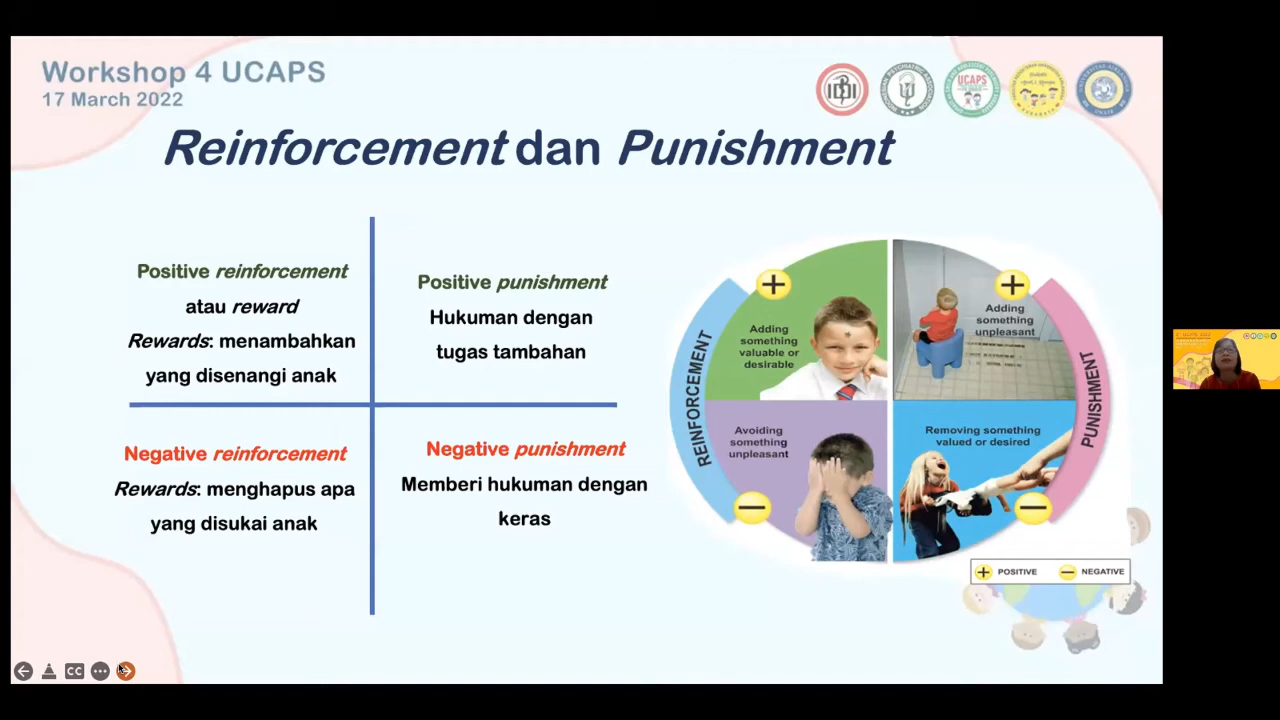 Workshop 4 UCAPS
17 March 2022
IDI
UCAPS
Reinforcement dan Punishment
Positive reinforcement
atau reward
Rewards: menambahkan
yang disenangi anak
Positive punishment
Hukuman dengan
tugas tambahan
Negative reinforcement
Rewards: menghapus apa
yang disukai anak
Negative punishment
Memberi hukuman dengan
keras
REINFORCEMENT
Adding
something
valuable or
desirable
Adding
something
unpleasant
Avoiding
something
unpleasant
Removing something
valued or desired
PUNISHMENT
POSITIVE
NEGATIVE
CC